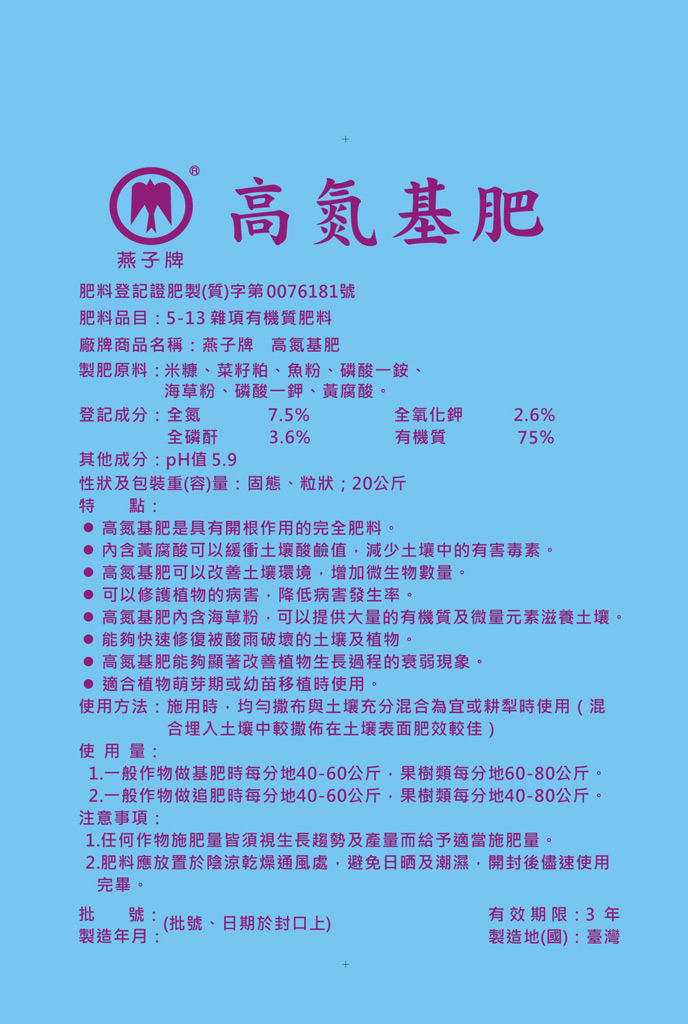 ®
高氮基肥
燕子牌
肥料登記證肥製(質)字第0076181號
肥料品目：5-13 雜項有機質肥料
廠牌商品名稱：燕子牌　高氮基肥
製肥原料：米糠、菜籽粕、魚粉、磷酸一銨、
海草粉、磷酸一鉀、黃腐酸。
登記成分：全氮　7.5%　全氧化鉀　2.6%
全磷酐　3.6%　有機質　75%
其他成分：pH值 5.9
性狀及包裝重(容)量：固態、粒狀；20公斤
特　點：
● 高氮基肥是具有開根作用的完全肥料。
● 內含黃腐酸可以緩衝土壤酸鹼值，減少土壤中的有害毒素。
● 高氮基肥可以改善土壤環境，增加微生物數量。
● 可以修護植物的病害，降低病害發生率。
● 高氮基肥內含海草粉，可以提供大量的有機質及微量元素滋養土壤。
● 能夠快速修復被酸雨破壞的土壤及植物。
● 高氮基肥能夠顯著改善植物生長過程的衰弱現象。
● 適合植物萌芽期或幼苗移植時使用。
使用方法：施用時，均勻撒布與土壤充分混合為宜或耕犁時使用（混
合埋入土壤中較撒佈在土壤表面肥效較佳）
使 用 量：
1.一般作物做基肥時每分地40-60公斤，果樹類每分地60-80公斤。
2.一般作物做追肥時每分地40-60公斤，果樹類每分地40-80公斤。
注意事項：
1.任何作物施肥量皆須視生長趨勢及產量而給予適當施肥量。
2.肥料應放置於陰涼乾燥通風處，避免日晒及潮濕，開封後儘速使用
完畢。
批　號：
製造年月：
(批號、日期於封口上)
有效期限：3 年
製造地(國)：臺灣